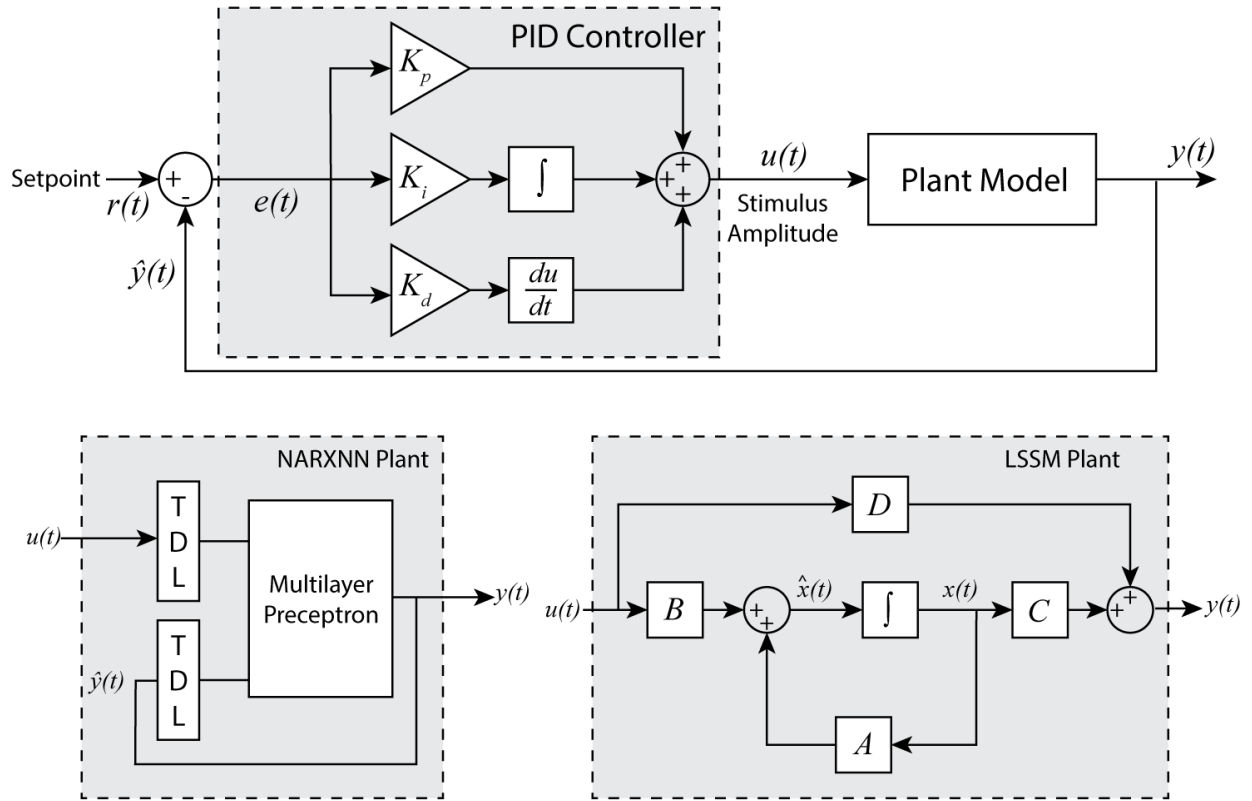 PID Controller
K_p
Setpoint
r(t)
+
-
e(t)
K_i
∫
+
+
+
u(t)
Stimulus
Amplitude
Plant Model
y(t)
ŷ(t)
K_d
du
dt
NARXNN Plant
u(t)
T
D
L
Multilayer
Preceptron
y(t)
ŷ(t)
T
D
L
LSSM Plant
D
u(t)
B
+
+
x̂(t)
∫
x(t)
C
+
+
y(t)
A